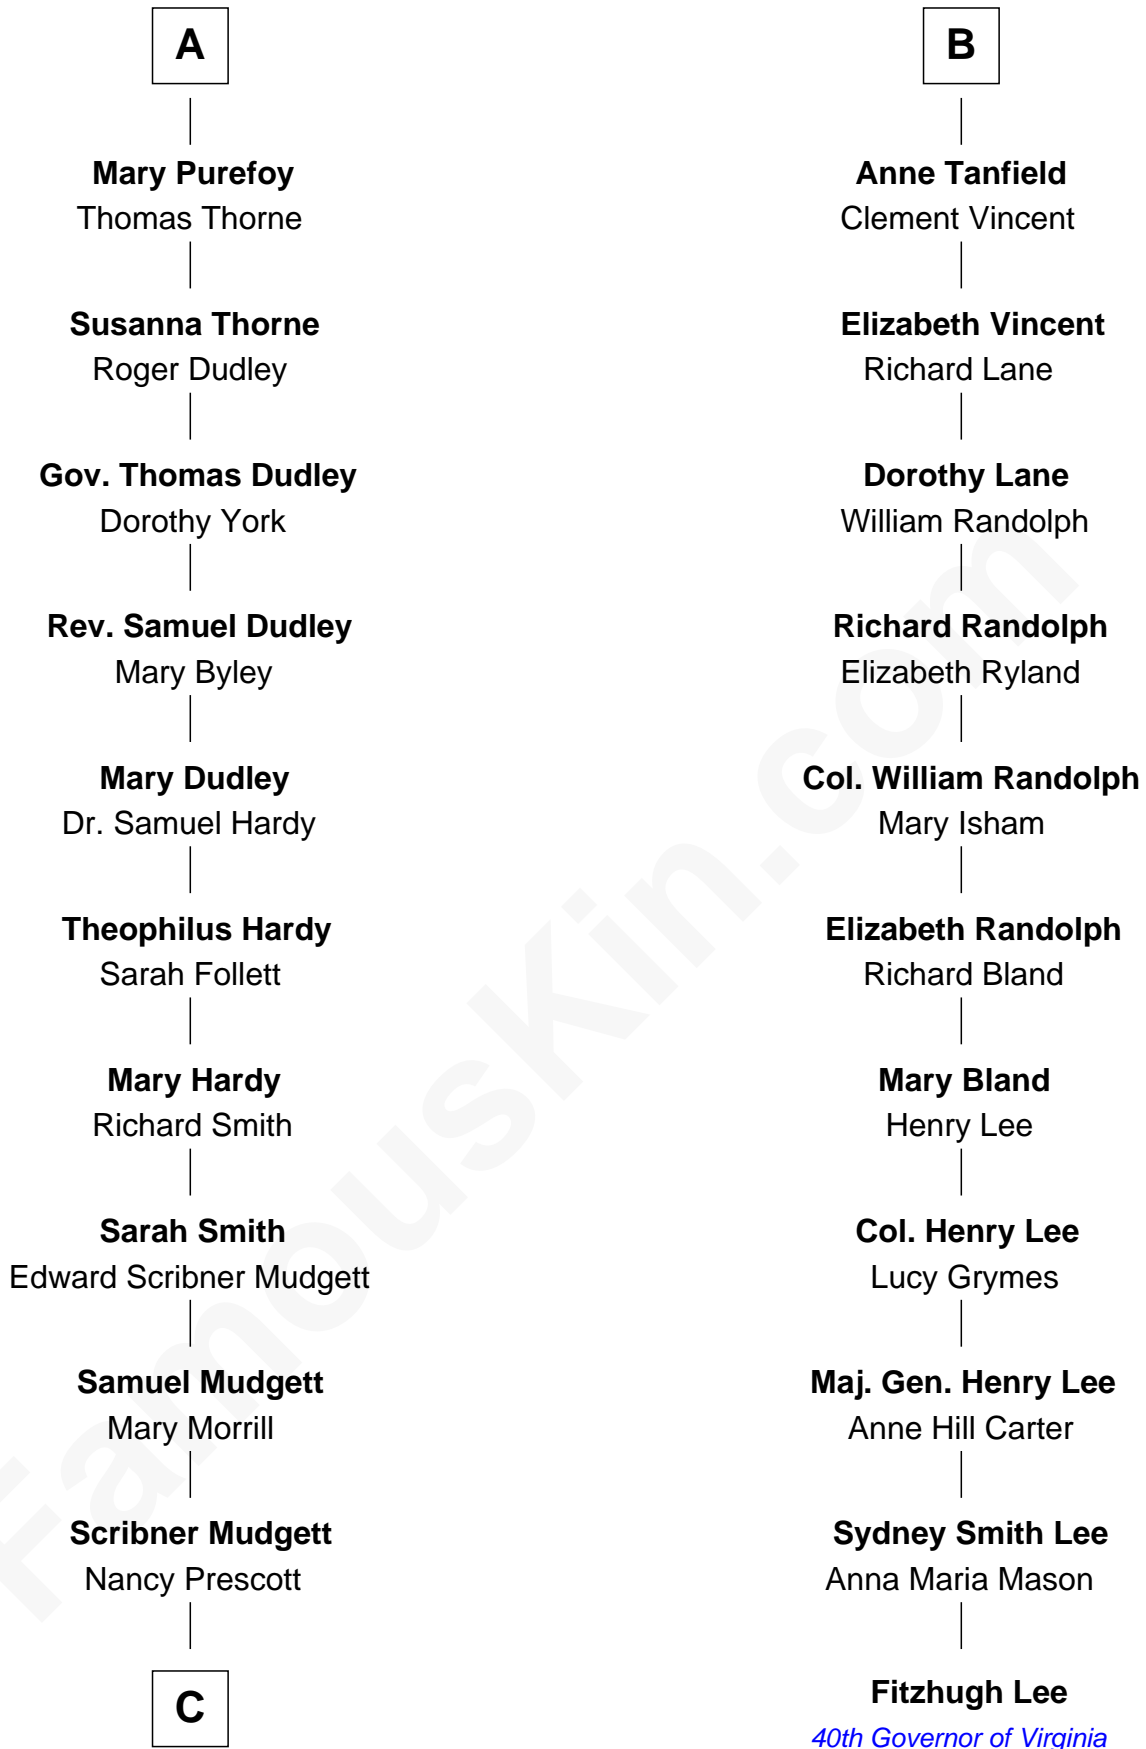 A
Mary Purefoy
Thomas Thorne
Susanna Thorne
Roger Dudley
Gov. Thomas Dudley
Dorothy York
Rev. Samuel Dudley
Mary Byley
Mary Dudley
Dr. Samuel Hardy
Theophilus Hardy
Sarah Follett
Mary Hardy
Richard Smith
Sarah Smith
Edward Scribner Mudgett
Samuel Mudgett
Mary Morrill
Scribner Mudgett
Nancy Prescott
C
B
Anne Tanfield
Clement Vincent
Elizabeth Vincent
Richard Lane
Dorothy Lane
William Randolph
Richard Randolph
Elizabeth Ryland
Col. William Randolph
Mary Isham
Elizabeth Randolph
Richard Bland
Mary Bland
Henry Lee
Col. Henry Lee
Lucy Grymes
Maj. Gen. Henry Lee
Anne Hill Carter
Sydney Smith Lee
Anna Maria Mason
Fitzhugh Lee
40th Governor of Virginia
FamousKin.com